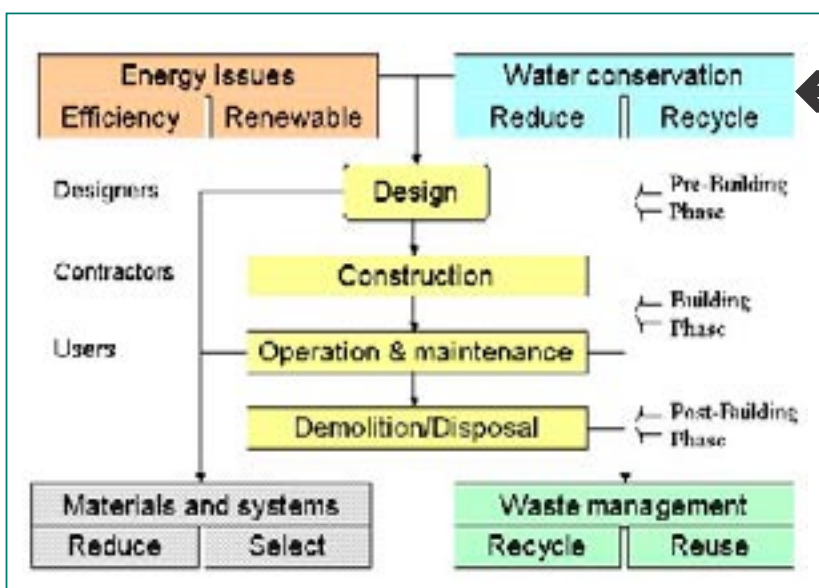 Energy issues
Efficiency
Renewable
Water conservation
Reduce
Recycle
Designers
Design
Pre-Building
Phase
Contractors
Construction
Building
Phase
Users
Operation & maintenance
Demolition/Disposal
Post-Building
Phase
Materials and systems
Reduce
Select
Waste management
Recycle
Reuse